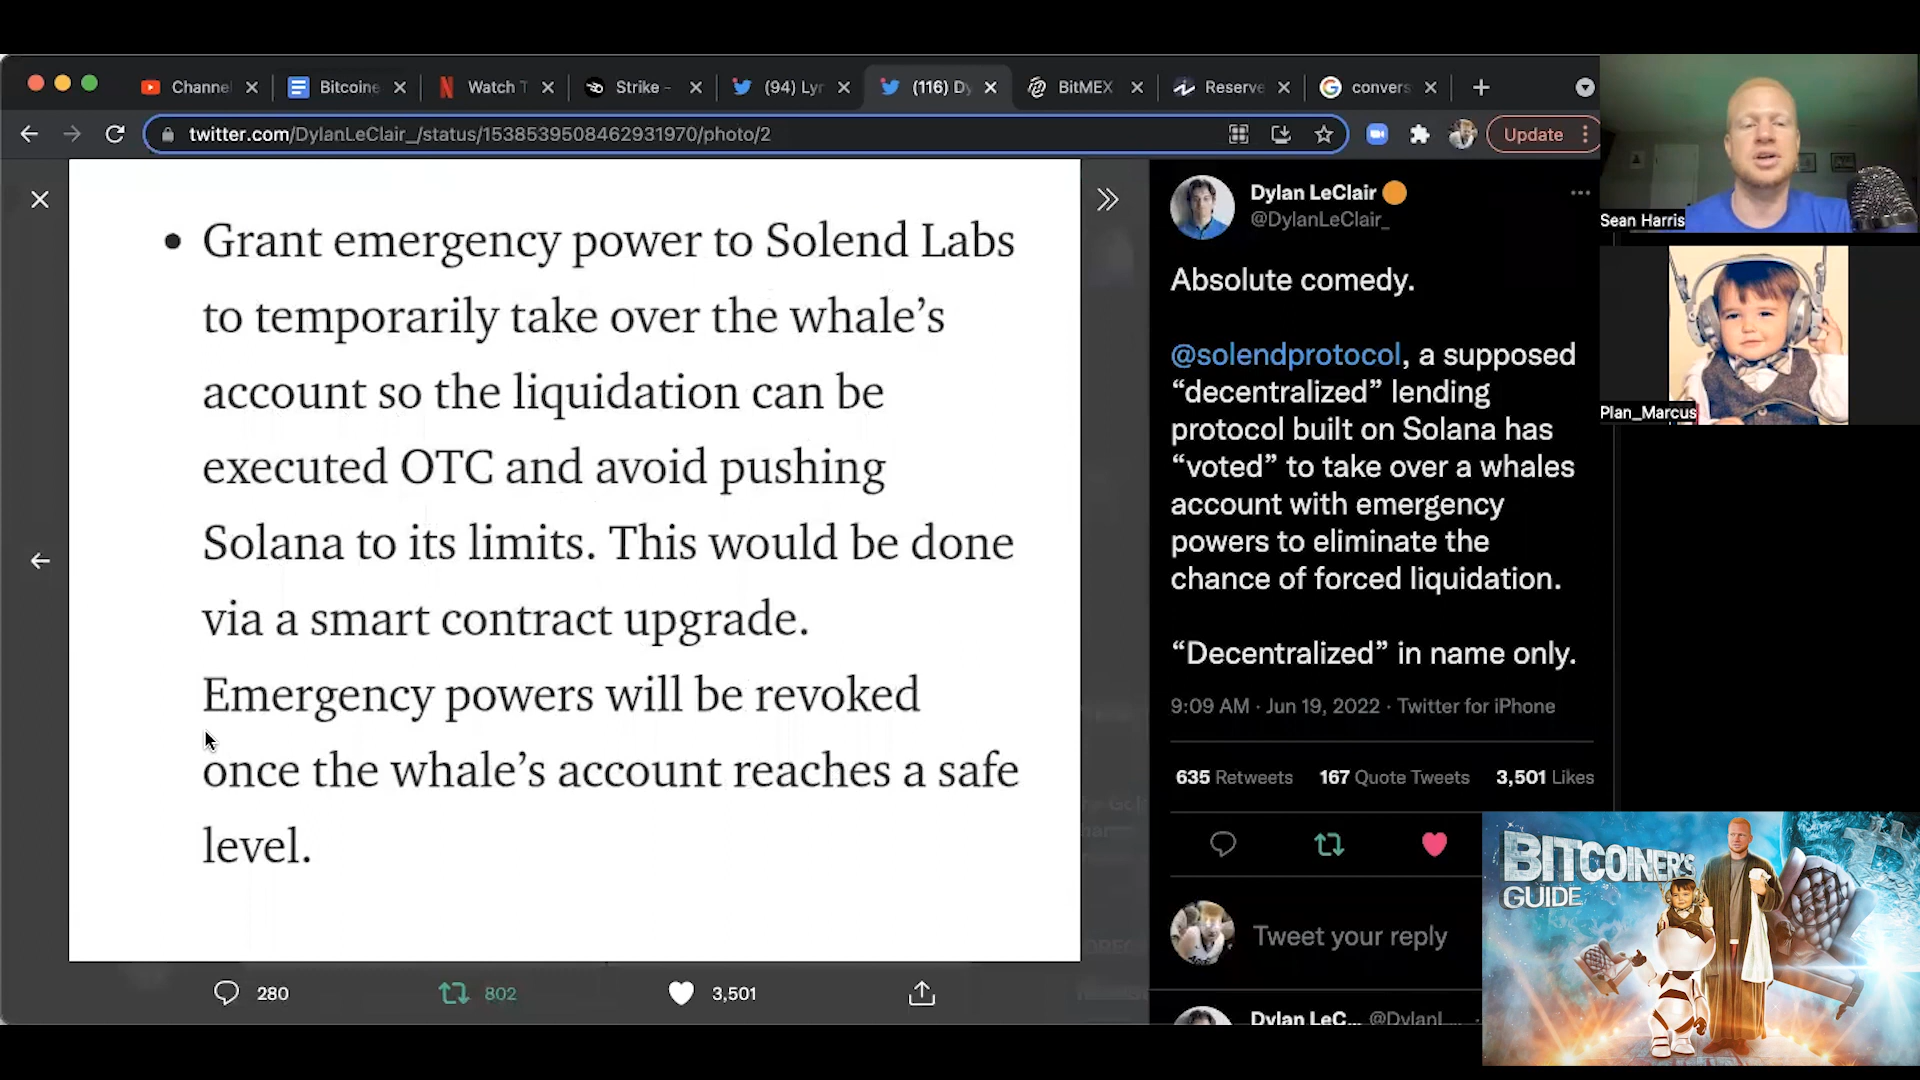 Channel
Bitcoine
Watch T
Strike -
(94) Lyr
(116) Dy
BitMEX
Reserve
convers
twitter.com/DylanLeClair_/status/1538539508462931970/photo/2
Update
• Grant emergency power to Solend Labs
to temporarily take over the whale’s
account so the liquidation can be
executed OTC and avoid pushing
Solana to its limits. This would be done
via a smart contract upgrade.
Emergency powers will be revoked
once the whale’s account reaches a safe
level.
280
802
3,501
Dylan LeClair
@DylanLeClair_
Absolute comedy.
@solendprotocol, a supposed
“decentralized” lending
protocol built on Solana has
“voted” to take over a whales
account with emergency
powers to eliminate the
chance of forced liquidation.
“Decentralized” in name only.
9:09 AM · Jun 19, 2022 · Twitter for iPhone
635 Retweets 167 Quote Tweets 3,501 Likes
Tweet your reply
Dylan LeC... @DylanL... ·
Sean Harris
Plan_Marcus
BITCOINER'S
GUIDE